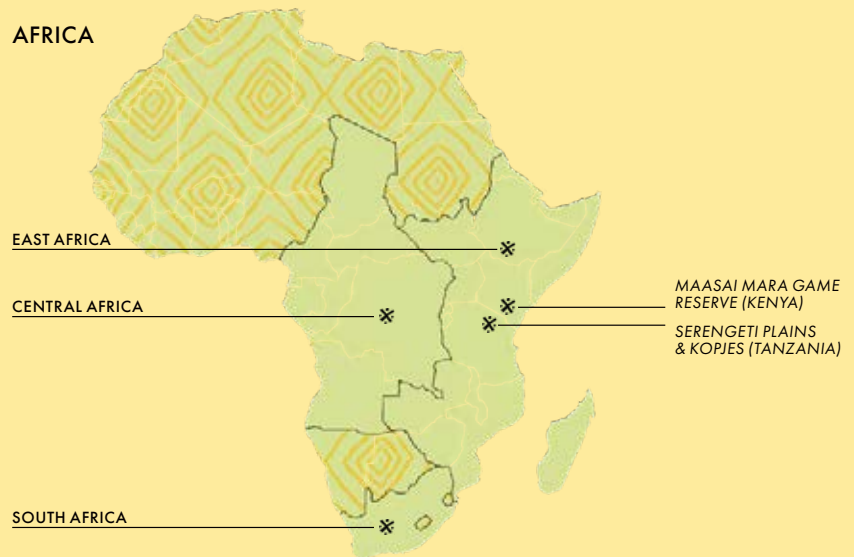 AFRICA
EAST AFRICA
CENTRAL AFRICA
MAASAI MARA GAME
RESERVE (KENYA)
SERENGETI PLAINS
& KOPJES (TANZANIA)
SOUTH AFRICA